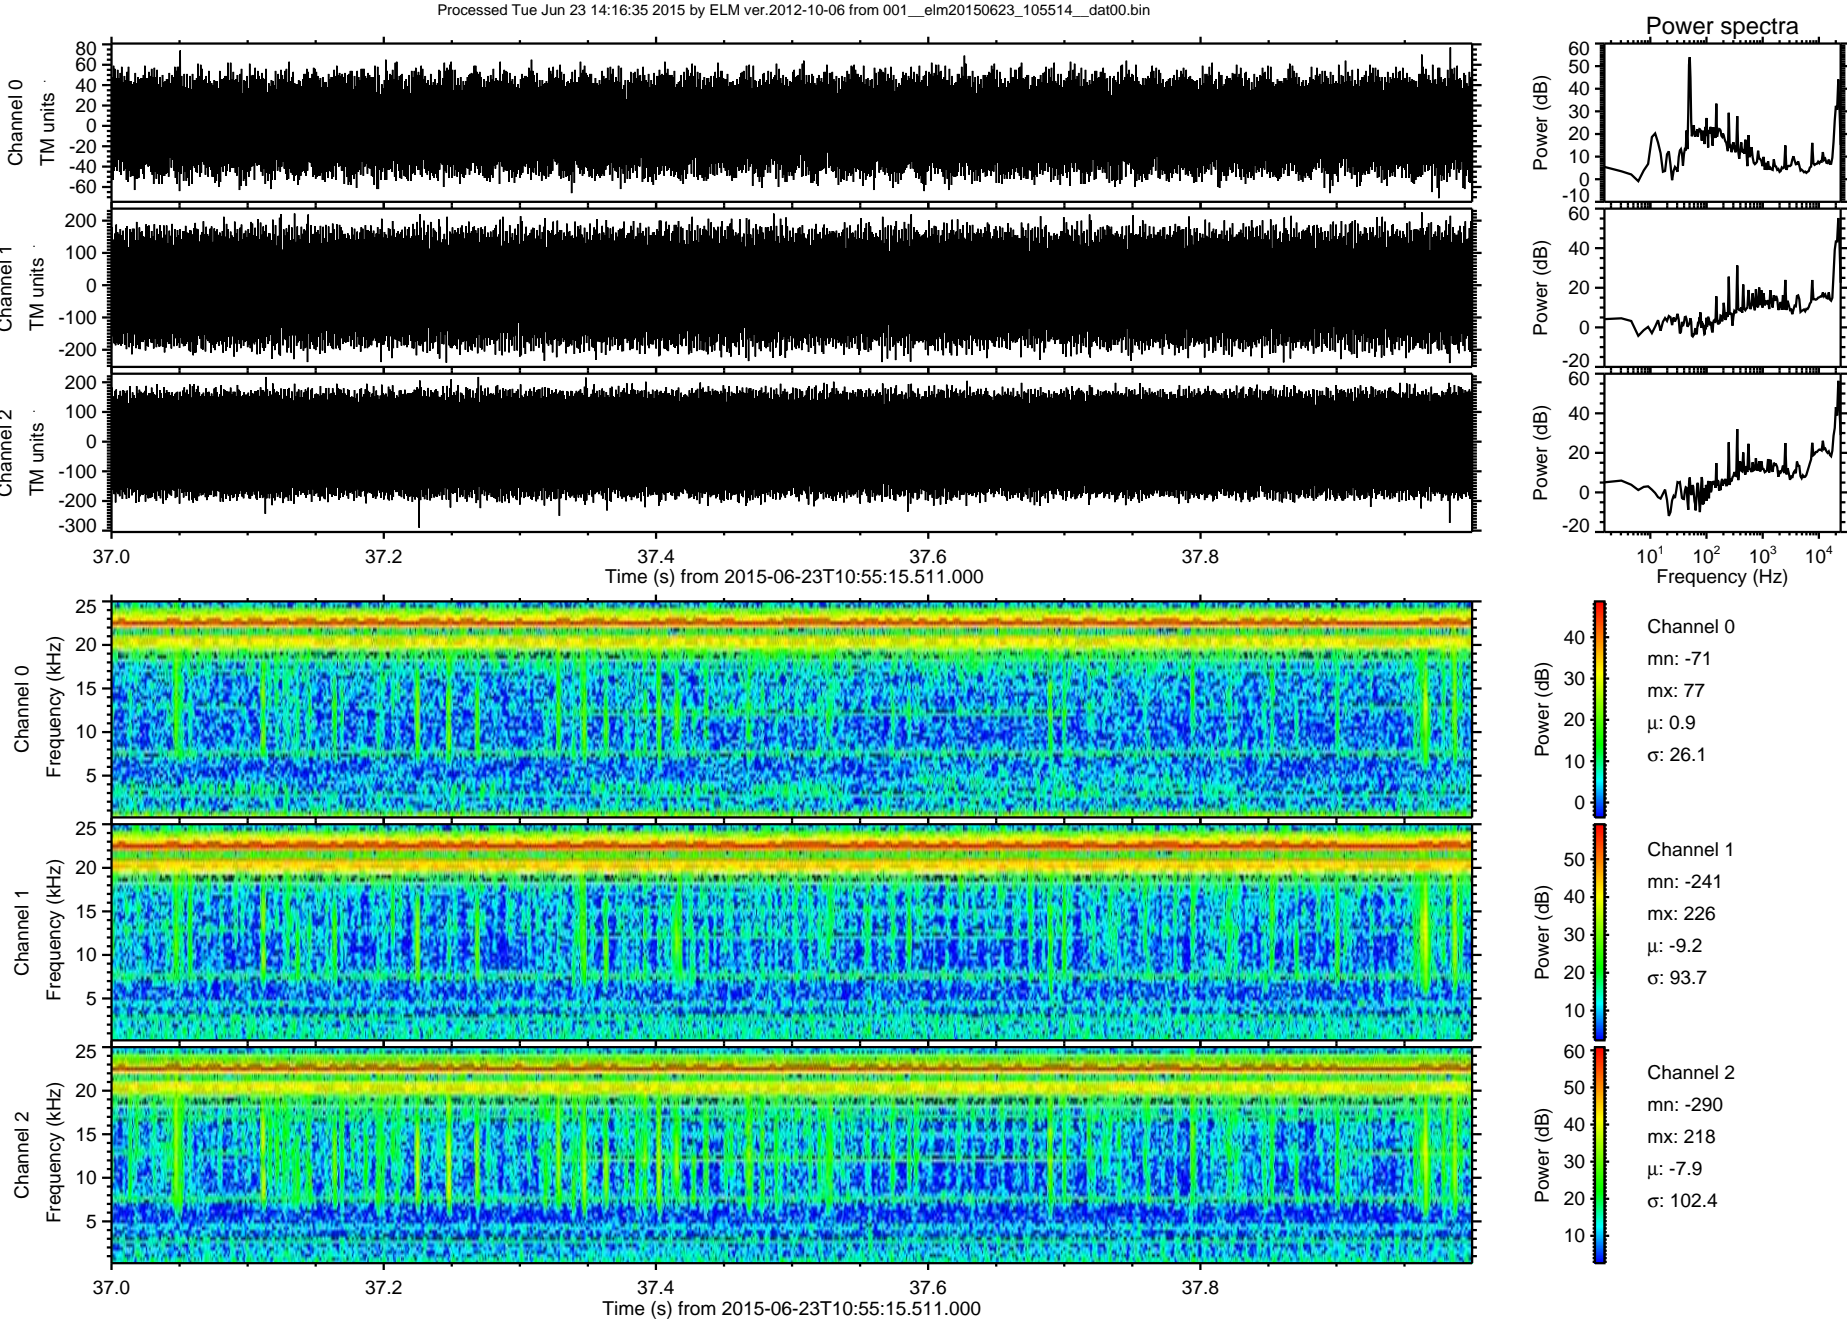 Processed Tue Jun 23 14:16:35 2015 by ELM ver.2012-10-06 from 001__elm20150623_105514__dat00.bin
Power spectra
Channel 0
TM units
80
60
40
20
0
-20
-40
-60
Power (dB)
60
50
40
30
20
10
0
-10
Channel 1
TM units
200
100
0
-100
-200
Power (dB)
60
40
20
0
-20
Channel 2
TM units
200
100
0
-100
-200
-300
Power (dB)
60
40
20
0
-20
37.0 37.2 37.4 37.6 37.8
Time (s) from 2015-06-23T10:55:15.511.000
10^1 10^2 10^3 10^4
Frequency (Hz)
Channel 0
Frequency (kHz)
25
20
15
10
5
Power (dB)
40
30
20
10
0
Channel 0
mn: -71
mx: 77
μ: 0.9
σ: 26.1
Channel 1
Frequency (kHz)
25
20
15
10
5
Power (dB)
50
40
30
20
10
Channel 1
mn: -241
mx: 226
μ: -9.2
σ: 93.7
Channel 2
Frequency (kHz)
25
20
15
10
5
Power (dB)
60
50
40
30
20
10
Channel 2
mn: -290
mx: 218
μ: -7.9
σ: 102.4
37.0 37.2 37.4 37.6 37.8
Time (s) from 2015-06-23T10:55:15.511.000